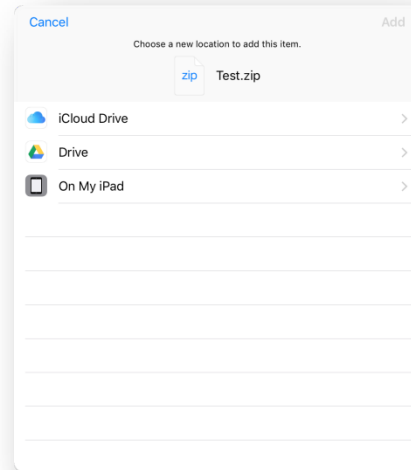 Cancel
Add
Choose a new location to add this item.
zip
Test.zip
iCloud Drive
Drive
On My iPad